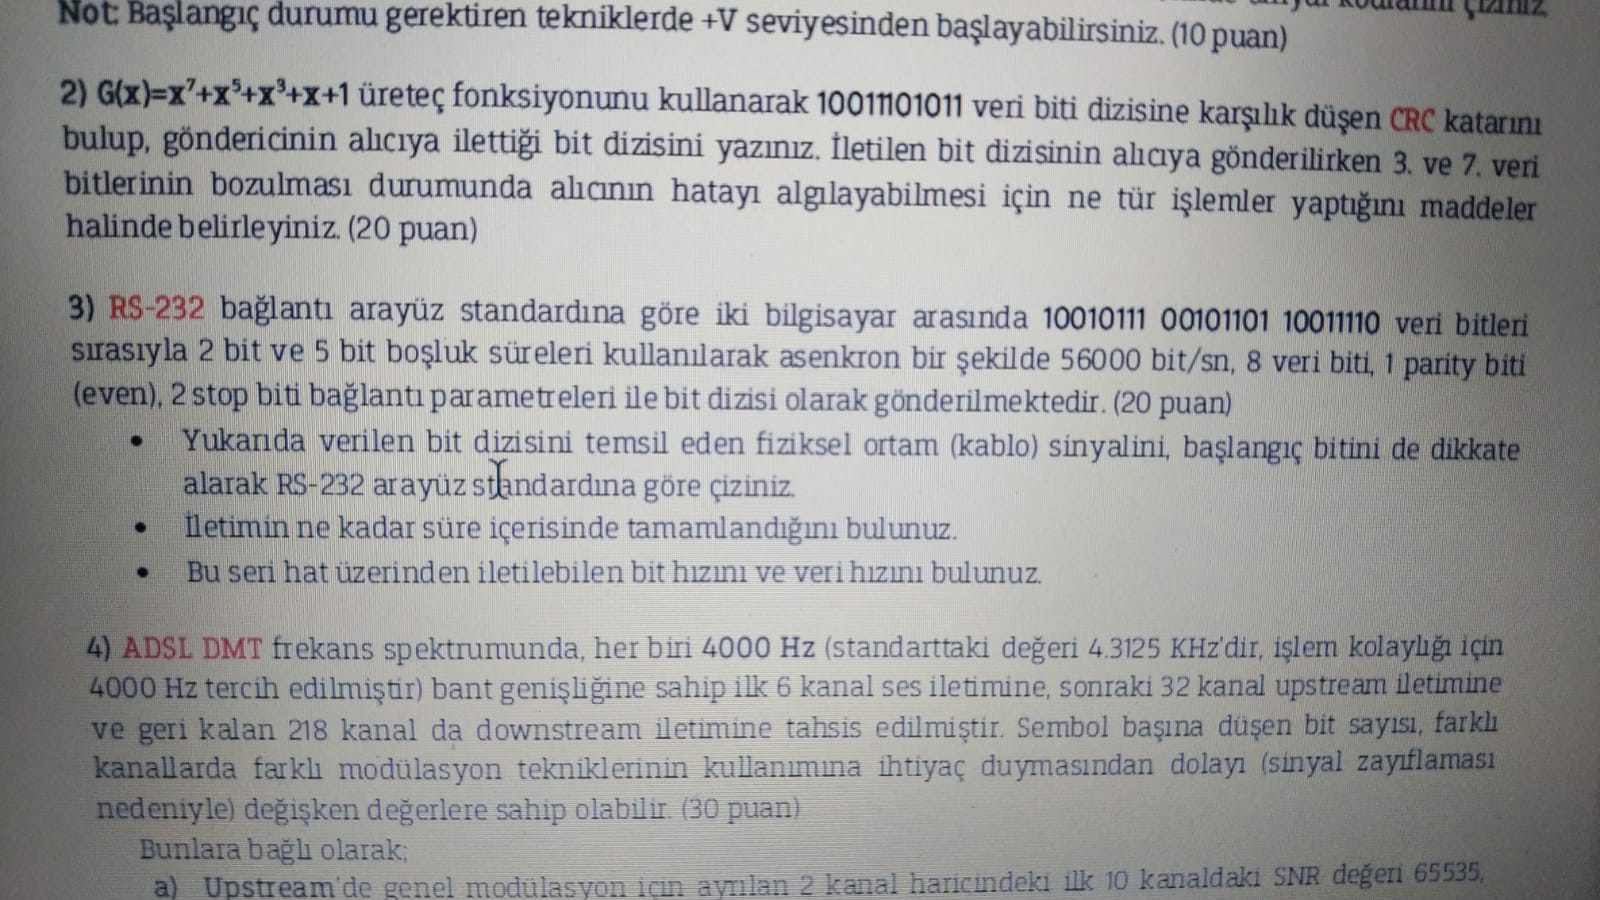 Not: Başlangıç durumu gerektiren tekniklerde +V seviyesinden başlayabilirsiniz. (10 puan)
2) G(x)=x⁷+x⁵+x³+x+1 üreteç fonksiyonunu kullanarak 10011101011 veri biti dizisine karşılık düşen CRC katarını
bulup, göndericinin alıcıya ilettiği bit dizisini yazınız. İletilen bit dizisinin alıcıya gönderilirken 3. ve 7. veri
bitlerinin bozulması durumunda alıcının hatayı algılayabilmesi için ne tür işlemler yaptığını maddeler
halinde belirleyiniz. (20 puan)
3) RS-232 bağlantı arayüz standardına göre iki bilgisayar arasında 10010111 00101101 10011110 veri bitleri
sırasıyla 2 bit ve 5 bit boşluk süreleri kullanılarak asenkron bir şekilde 56000 bit/sn, 8 veri biti, 1 parity biti
(even), 2 stop biti bağlantı parametreleri ile bit dizisi olarak gönderilmektedir. (20 puan)
• Yukarıda verilen bit dizisini temsil eden fiziksel ortam (kablo) sinyalini, başlangıç bitini de dikkate
alarak RS-232 arayüz standardına göre çiziniz.
• İletimin ne kadar süre içerisinde tamamlandığını bulunuz.
• Bu seri hat üzerinden iletilebilen bit hızını ve veri hızını bulunuz.
4) ADSL DMT frekans spektrumunda, her biri 4000 Hz (standarttaki değeri 4.3125 KHz'dir, işlem kolaylığı için
4000 Hz tercih edilmiştir) bant genişliğine sahip ilk 6 kanal ses iletimine, sonraki 32 kanal upstream iletimine
ve geri kalan 218 kanal da downstream iletimine tahsis edilmiştir. Sembol başına düşen bit sayısı, farklı
kanallarda farklı modülasyon tekniklerinin kullanımına ihtiyaç duymasından dolayı (sinyal zayıflaması
nedeniyle) değişken değerlere sahip olabilir. (30 puan)
Bunlara bağlı olarak;
a) Upstream'de genel modülasyon için ayrılan 2 kanal haricindeki ilk 10 kanaldaki SNR değeri 65535,